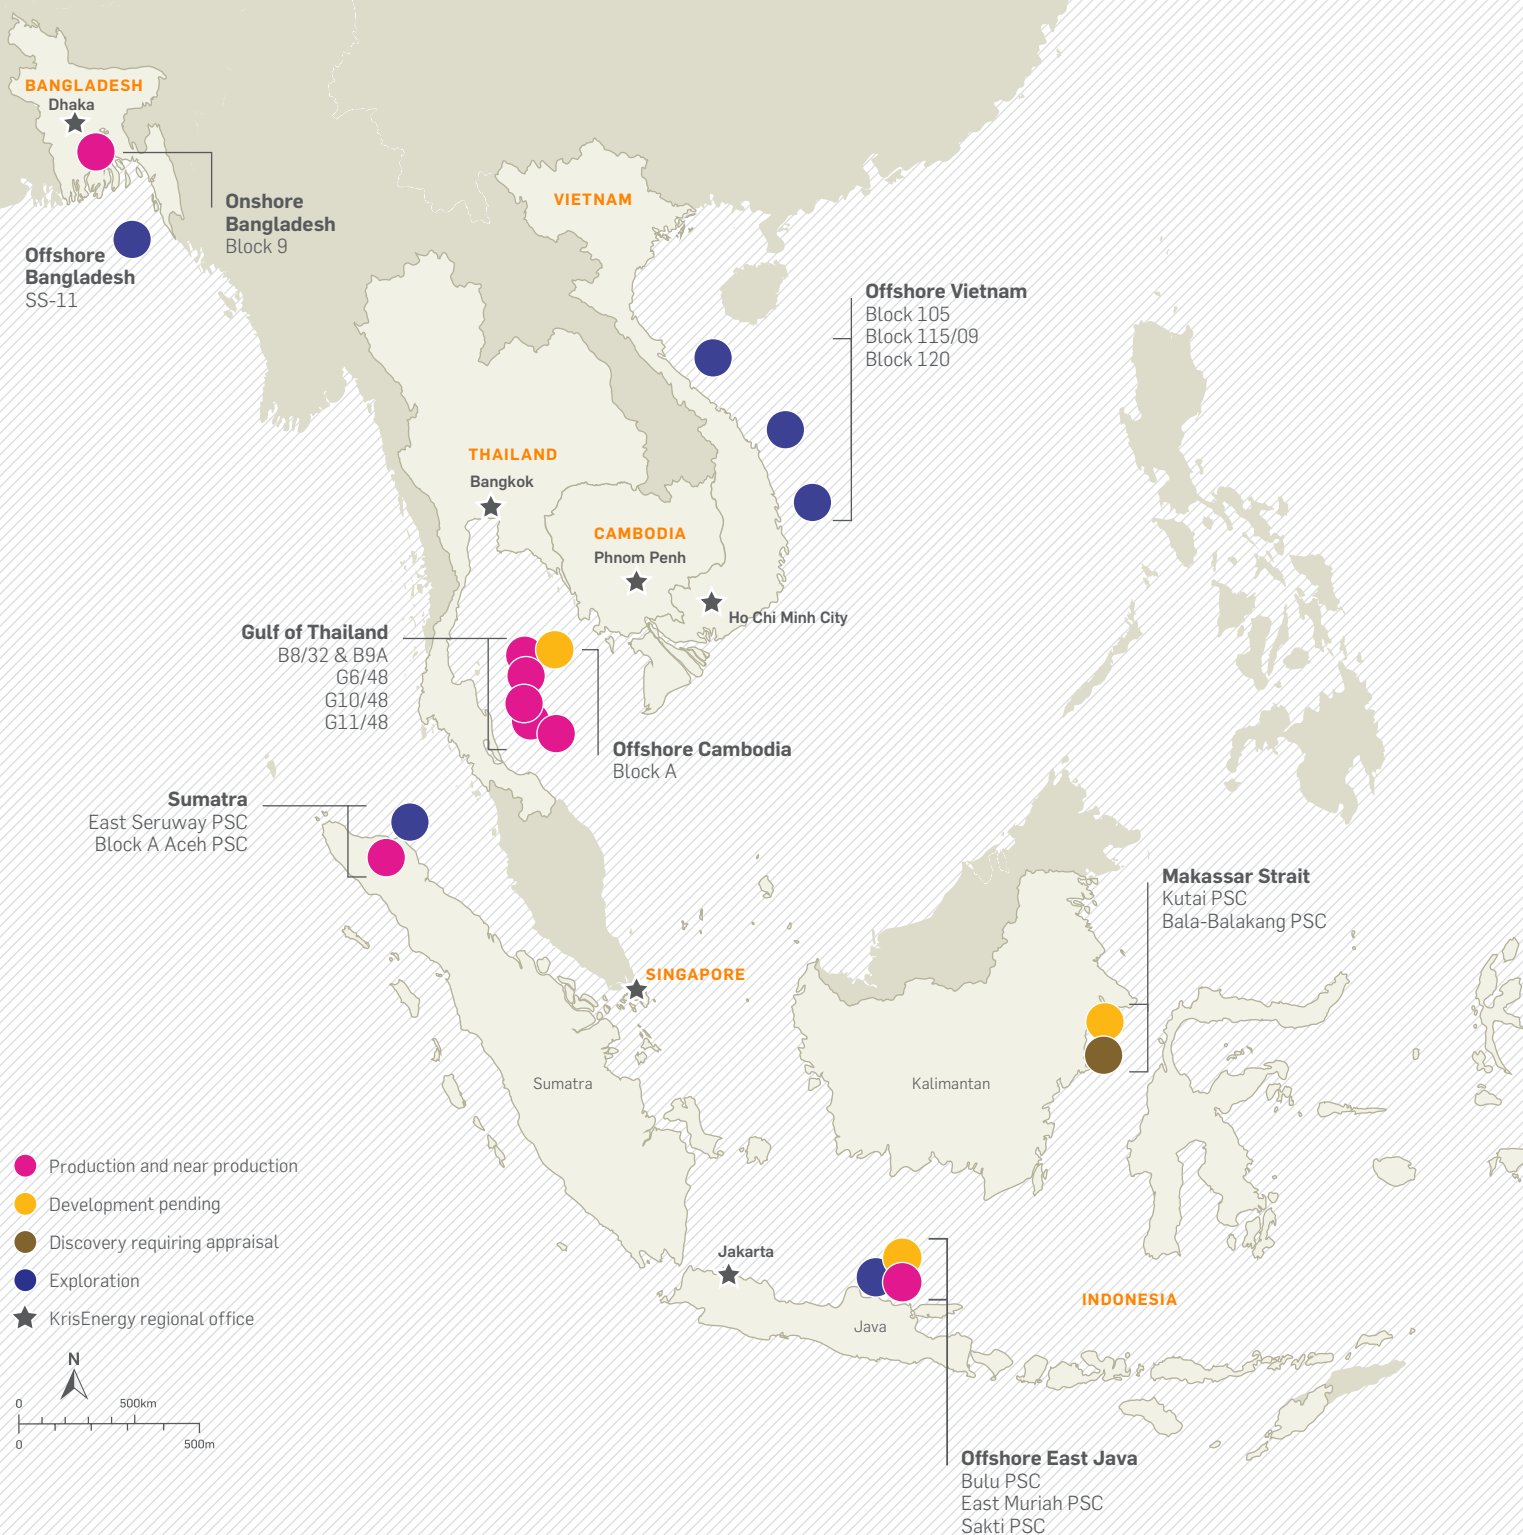 BANGLADESH
Dhaka
Onshore
Bangladesh
Block 9
Offshore
Bangladesh
SS-11
VIETNAM
Offshore Vietnam
Block 105
Block 115/09
Block 120
THAILAND
Bangkok
CAMBODIA
Phnom Penh
Ho Chi Minh City
Gulf of Thailand
B8/32 & B9A
G6/48
G10/48
G11/48
Offshore Cambodia
Block A
Sumatra
East Seruway PSC
Block A Aceh PSC
Makassar Strait
Kutai PSC
Bala-Balakang PSC
SINGAPORE
Sumatra
Kalimantan
Production and near production
Development pending
Discovery requiring appraisal
Exploration
KrisEnergy regional office
Jakarta
Java
INDONESIA
N
0 500km
0 500m
Offshore East Java
Bulu PSC
East Muriah PSC
Sakti PSC